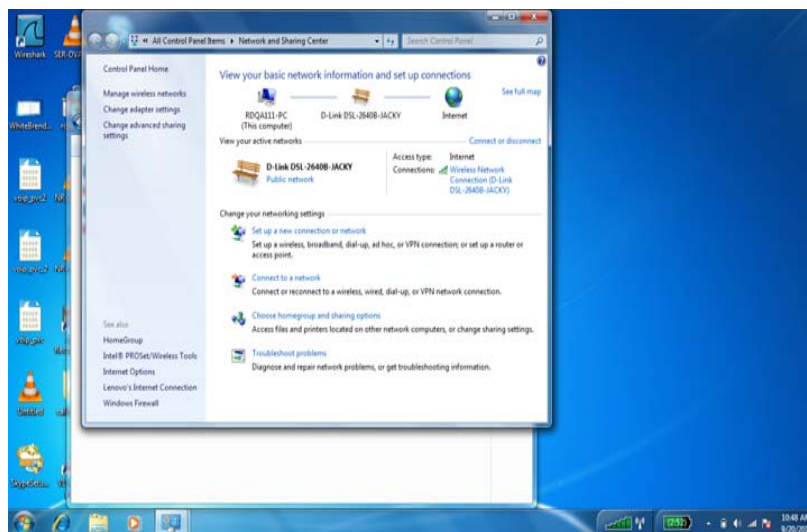 All Control Panel Items ▸ Network and Sharing Center
Search Control Panel
Control Panel Home
Manage wireless networks
Change adapter settings
Change advanced sharing
settings
View your basic network information and set up connections
See full map
RDQA111-PC
(This computer)
D-Link DSL-2640B-JACKY
Internet
View your active networks
Connect or disconnect
D-Link DSL-2640B-JACKY
Public network
Access type: Internet
Connections: Wireless Network
Connection (D-Link
DSL-2640B-JACKY)
Change your networking settings
Set up a new connection or network
Set up a wireless, broadband, dial-up, ad hoc, or VPN connection; or set up a router or
access point.
Connect to a network
Connect or reconnect to a wireless, wired, dial-up, or VPN network connection.
Choose homegroup and sharing options
Access files and printers located on other network computers, or change sharing settings.
Troubleshoot problems
Diagnose and repair network problems, or get troubleshooting information.
See also
HomeGroup
Intel® PROSet/Wireless Tools
Internet Options
Lenovo's Internet Connection
Windows Firewall
Wireshark
voip_pvc2
voip_pvc
Untitled
10:48 AM